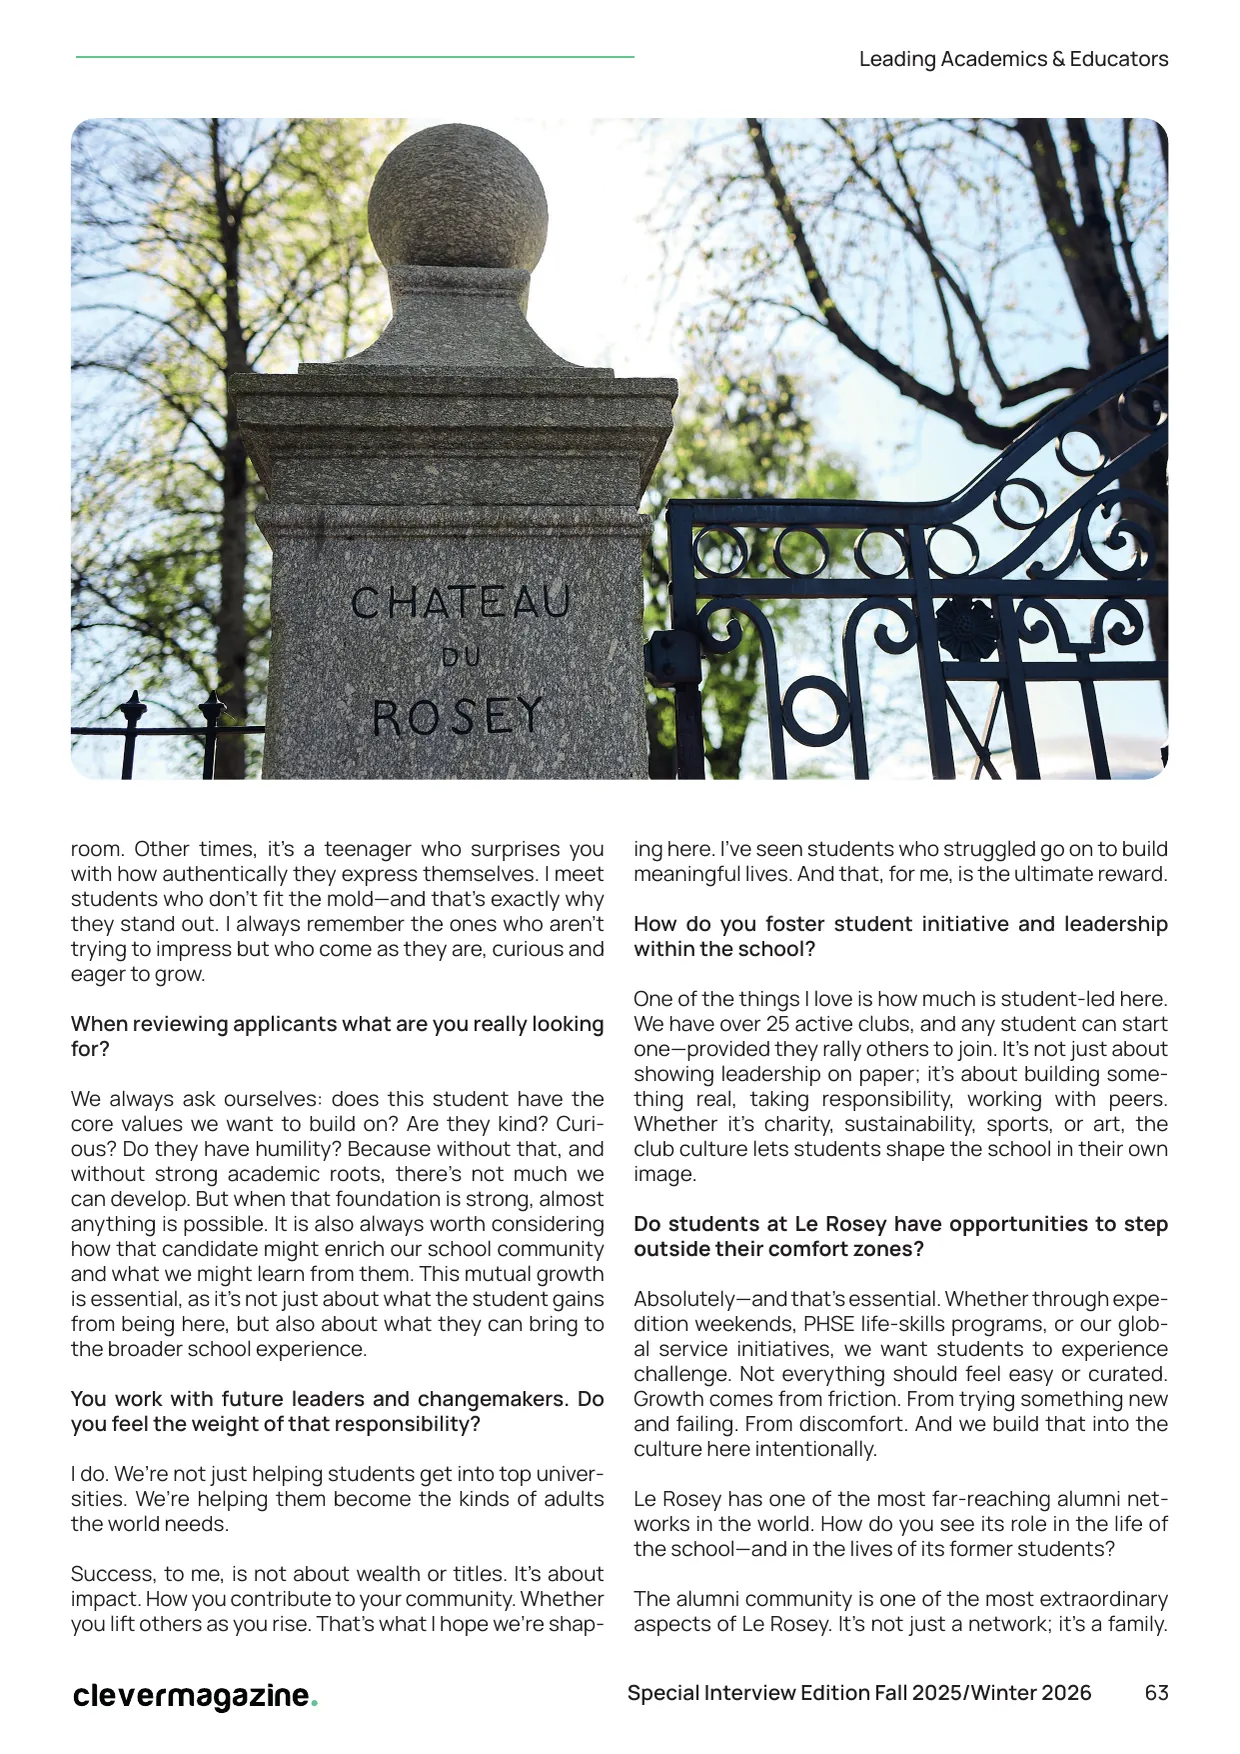 Leading Academics & Educators
CHATEAU
DU
ROSEY
room. Other times, it's a teenager who surprises you
with how authentically they express themselves. I meet
students who don't fit the mold—and that's exactly why
they stand out. I always remember the ones who aren't
trying to impress but who come as they are, curious and
eager to grow.
When reviewing applicants what are you really looking
for?
We always ask ourselves: does this student have the
core values we want to build on? Are they kind? Curi-
ous? Do they have humility? Because without that, and
without strong academic roots, there's not much we
can develop. But when that foundation is strong, almost
anything is possible. It is also always worth considering
how that candidate might enrich our school community
and what we might learn from them. This mutual growth
is essential, as it's not just about what the student gains
from being here, but also about what they can bring to
the broader school experience.
You work with future leaders and changemakers. Do
you feel the weight of that responsibility?
I do. We're not just helping students get into top univer-
sities. We're helping them become the kinds of adults
the world needs.
Success, to me, is not about wealth or titles. It's about
impact. How you contribute to your community. Whether
you lift others as you rise. That's what I hope we're shap-
ing here. I've seen students who struggled go on to build
meaningful lives. And that, for me, is the ultimate reward.
How do you foster student initiative and leadership
within the school?
One of the things I love is how much is student-led here.
We have over 25 active clubs, and any student can start
one—provided they rally others to join. It's not just about
showing leadership on paper; it's about building some-
thing real, taking responsibility, working with peers.
Whether it's charity, sustainability, sports, or art, the
club culture lets students shape the school in their own
image.
Do students at Le Rosey have opportunities to step
outside their comfort zones?
Absolutely—and that's essential. Whether through expe-
dition weekends, PHSE life-skills programs, or our glob-
al service initiatives, we want students to experience
challenge. Not everything should feel easy or curated.
Growth comes from friction. From trying something new
and failing. From discomfort. And we build that into the
culture here intentionally.
Le Rosey has one of the most far-reaching alumni net-
works in the world. How do you see its role in the life of
the school—and in the lives of its former students?
The alumni community is one of the most extraordinary
aspects of Le Rosey. It's not just a network; it's a family.
clevermagazine.
Special Interview Edition Fall 2025/Winter 2026
63